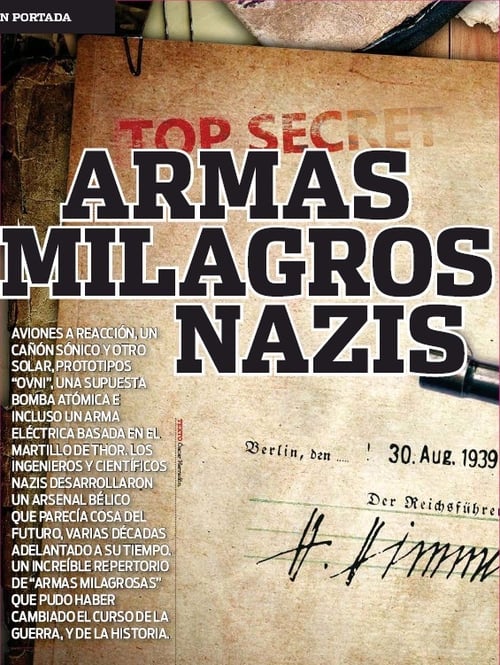 N PORTADA
TOP SECRET
ARMAS
MILAGROS
NAZIS
AVIONES A REACCIÓN, UN
CAÑÓN SÓNICO Y OTRO
SOLAR, PROTOTIPOS
“OVNI”, UNA SUPUESTA
BOMBA ATÓMICA E
INCLUSO UN ARMA
ELÉCTRICA BASADA EN EL
MARTILLO DE THOR. LOS
INGENIEROS Y CIENTÍFICOS
NAZIS DESARROLLARON
UN ARSENAL BÉLICO
QUE PARECÍA COSA DEL
FUTURO, VARIAS DÉCADAS
ADELANTADO A SU TIEMPO.
UN INCREÍBLE REPERTORIO
DE “ARMAS MILAGROSAS”
QUE PUDO HABER
CAMBIADO EL CURSO DE LA
GUERRA, Y DE LA HISTORIA.
TEXTO
Berlin, den ..... ! 30. Aug. 1939
Der Reichsführe
H. Himm